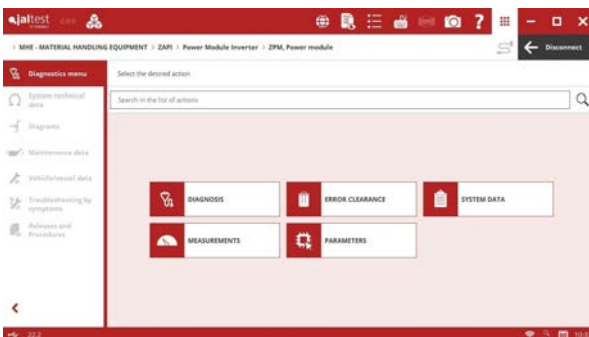 jaltest
> MHE - MATERIAL HANDLING EQUIPMENT > ZAPI > Power Module Inverter > ZPM, Power module
Disconnect
Diagnostics menu
Select the desired action
System technical data
Search in the list of actions
Diagrams
Maintenance data
Vehicle/vessel data
Troubleshooting by symptoms
Releases and Procedures
DIAGNOSIS
ERROR CLEARANCE
SYSTEM DATA
MEASUREMENTS
PARAMETERS
22.2